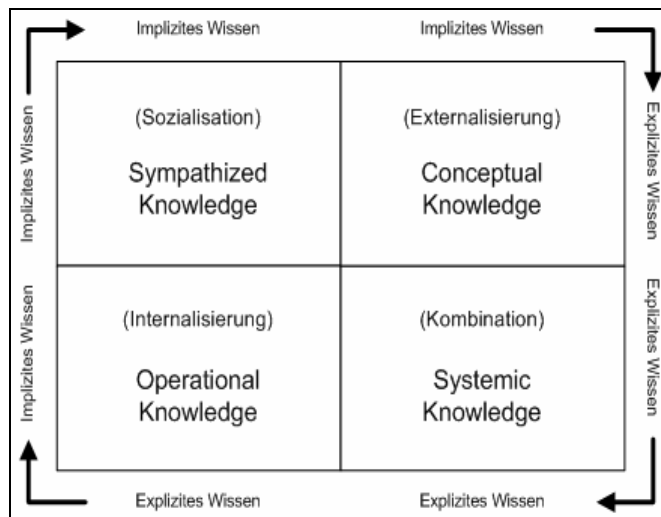 Implizites Wissen
Implizites Wissen
Implizites Wissen
(Sozialisation)
Sympathized
Knowledge
(Externalisierung)
Conceptual
Knowledge
Explizites Wissen
Implizites Wissen
(Internalisierung)
Operational
Knowledge
(Kombination)
Systemic
Knowledge
Explizites Wissen
Explizites Wissen
Explizites Wissen